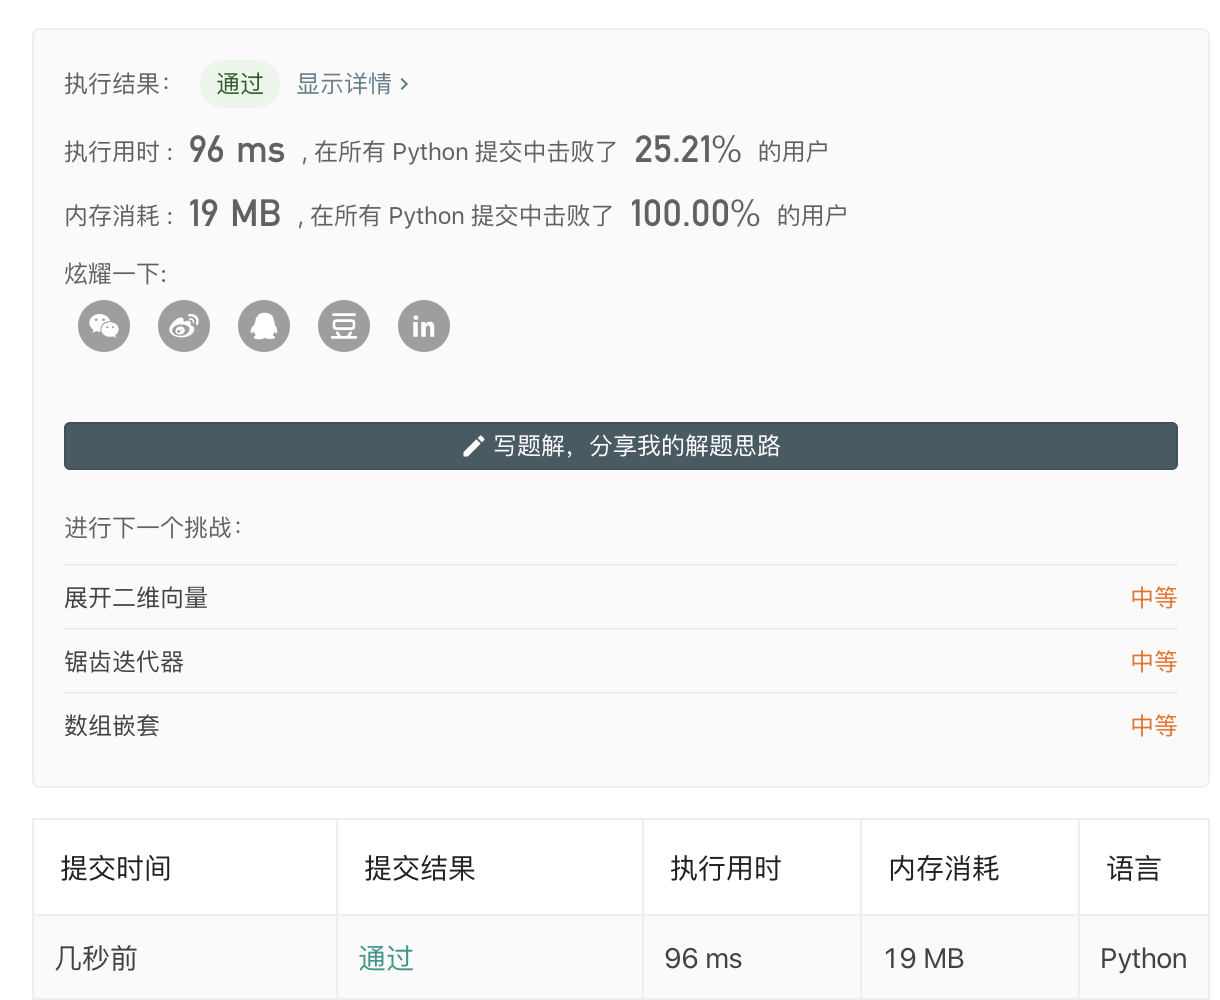 执行结果： 通过 显示详情 ›
执行用时 : 96 ms , 在所有 Python 提交中击败了 25.21% 的用户
内存消耗 : 19 MB , 在所有 Python 提交中击败了 100.00% 的用户
炫耀一下:
in
写题解，分享我的解题思路
进行下一个挑战：
展开二维向量 中等
锯齿迭代器 中等
数组嵌套 中等
提交时间 提交结果 执行用时 内存消耗 语言
几秒前 通过 96 ms 19 MB Python